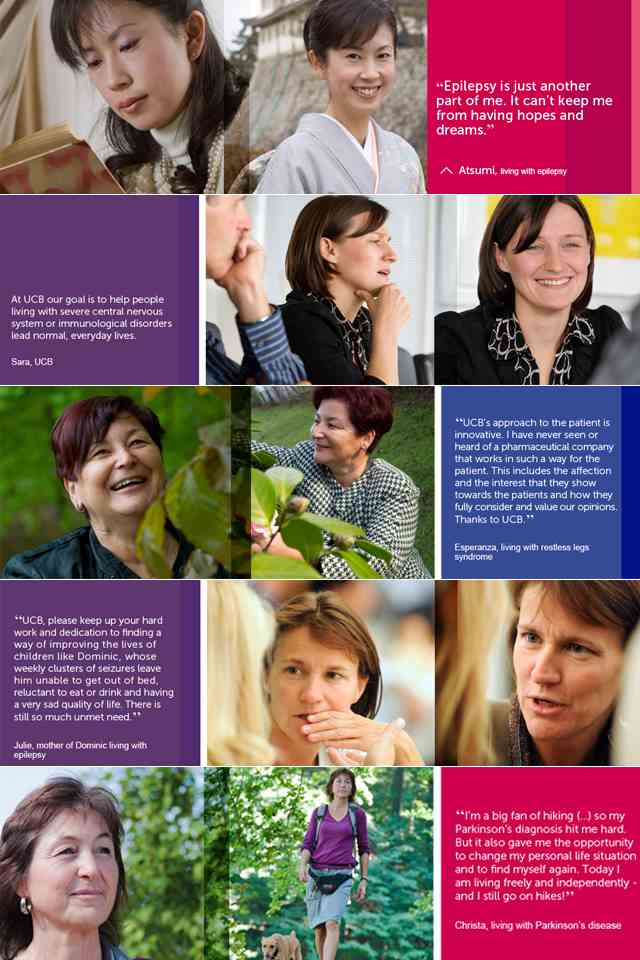 “Epilepsy is just another
part of me. It can't keep me
from having hopes and
dreams.”
Atsumi, living with epilepsy
At UCB our goal is to help people
living with severe central nervous
system or immunological disorders
lead normal, everyday lives.
Sara, UCB
“UCB's approach to the patient is
innovative. I have never seen or
heard of a pharmaceutical company
that works in such a way for the
patient. This includes the affection
and the interest that they show
towards the patients and how they
fully consider and value our opinions.
Thanks to UCB.”
Esperanza, living with restless legs
syndrome
“UCB, please keep up your hard
work and dedication to finding a
way of improving the lives of
children like Dominic, whose
weekly clusters of seizures leave
him unable to get out of bed,
reluctant to eat or drink and having
a very sad quality of life. There is
still so much unmet need.”
Julie, mother of Dominic living with
epilepsy
“I'm a big fan of hiking (...) so my
Parkinson's diagnosis hit me hard.
But it also gave me the opportunity
to change my personal life situation
and to find myself again. Today I
am living freely and independently -
and I still go on hikes!”
Christa, living with Parkinson's disease